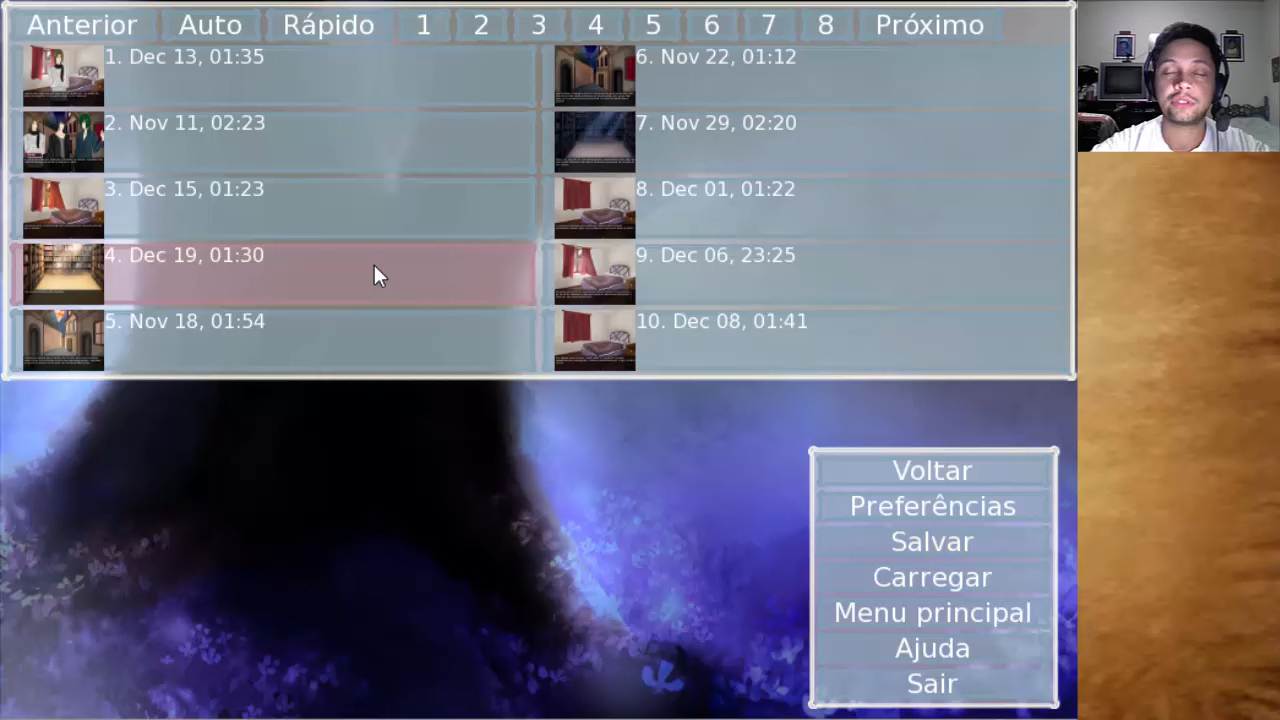 Anterior Auto Rápido 1 2 3 4 5 6 7 8 Próximo
1. Dec 13, 01:35
2. Nov 11, 02:23
3. Dec 15, 01:23
4. Dec 19, 01:30
5. Nov 18, 01:54
6. Nov 22, 01:12
7. Nov 29, 02:20
8. Dec 01, 01:22
9. Dec 06, 23:25
10. Dec 08, 01:41
Voltar
Preferências
Salvar
Carregar
Menu principal
Ajuda
Sair